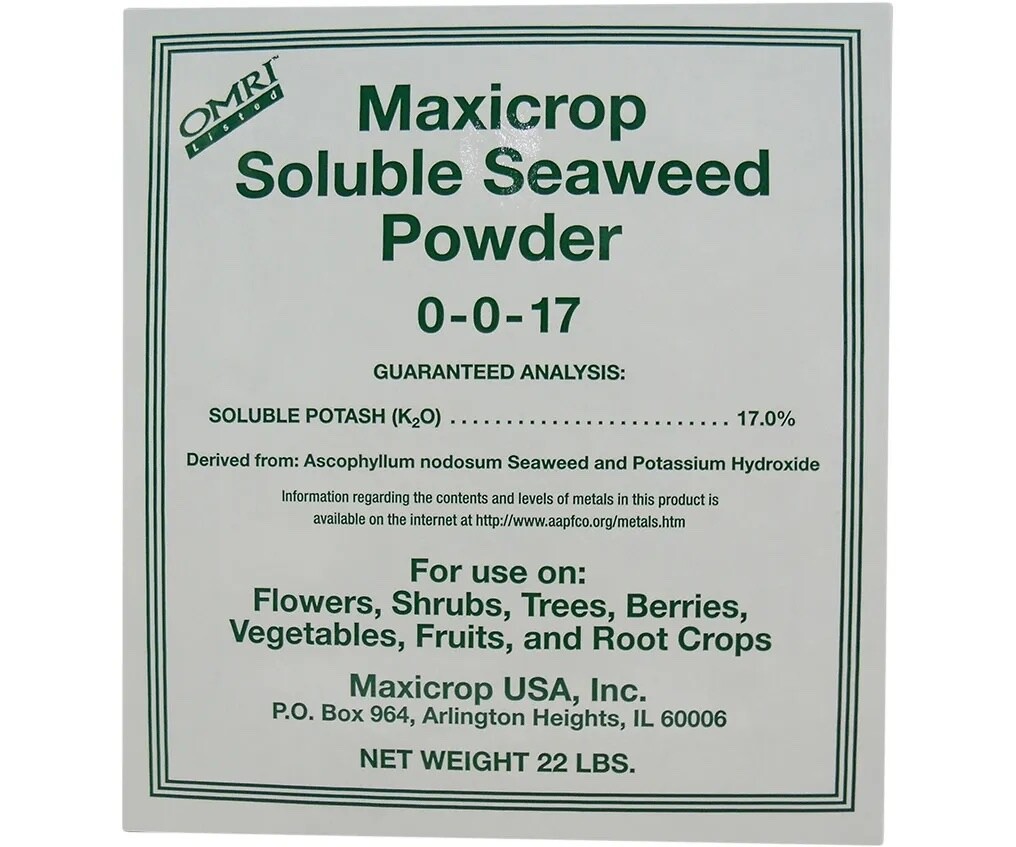 OMRI™
Listed
Maxicrop
Soluble Seaweed
Powder
0-0-17
GUARANTEED ANALYSIS:
SOLUBLE POTASH (K₂O) ......................... 17.0%
Derived from: Ascophyllum nodosum Seaweed and Potassium Hydroxide
Information regarding the contents and levels of metals in this product is
available on the internet at http://www.aapfco.org/metals.htm
For use on:
Flowers, Shrubs, Trees, Berries,
Vegetables, Fruits, and Root Crops
Maxicrop USA, Inc.
P.O. Box 964, Arlington Heights, IL 60006
NET WEIGHT 22 LBS.